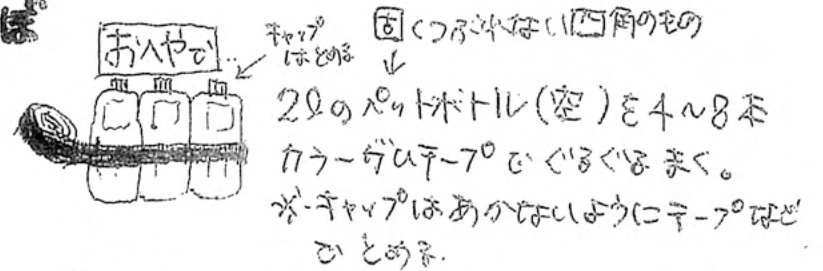 ぽ
おへやで
キャップはとめる
固くつぶれない四角のもの
↓
2ℓのペットボトル(空)を4〜8本
カラーガムテープでぐるぐるまく。
※キャップはあかないようにテープなど
でとめる.